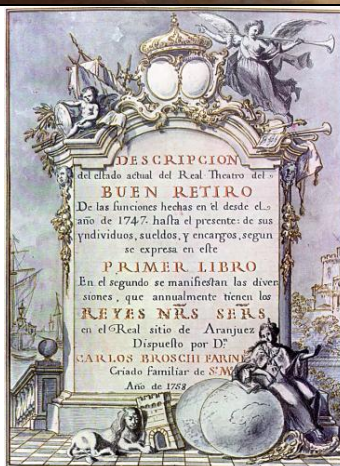 DESCRIPCION
del estado actual del Real Theatro del
BUEN RETIRO
De las funciones hechas en èl desde el
año de 1747. hasta el presente: de sus
yndividuos, sueldos, y encargos, segun
se expresa en este
PRIMER LIBRO
En el segundo se manifiestan las diver
siones, que annualmente tienen los
REYES NRS SERS
en el Real sitio de Aranjuez
Dispuesto por Dn
CARLOS BROSCHI FARINE
Criado familiar de S.s M.
Año de 1758